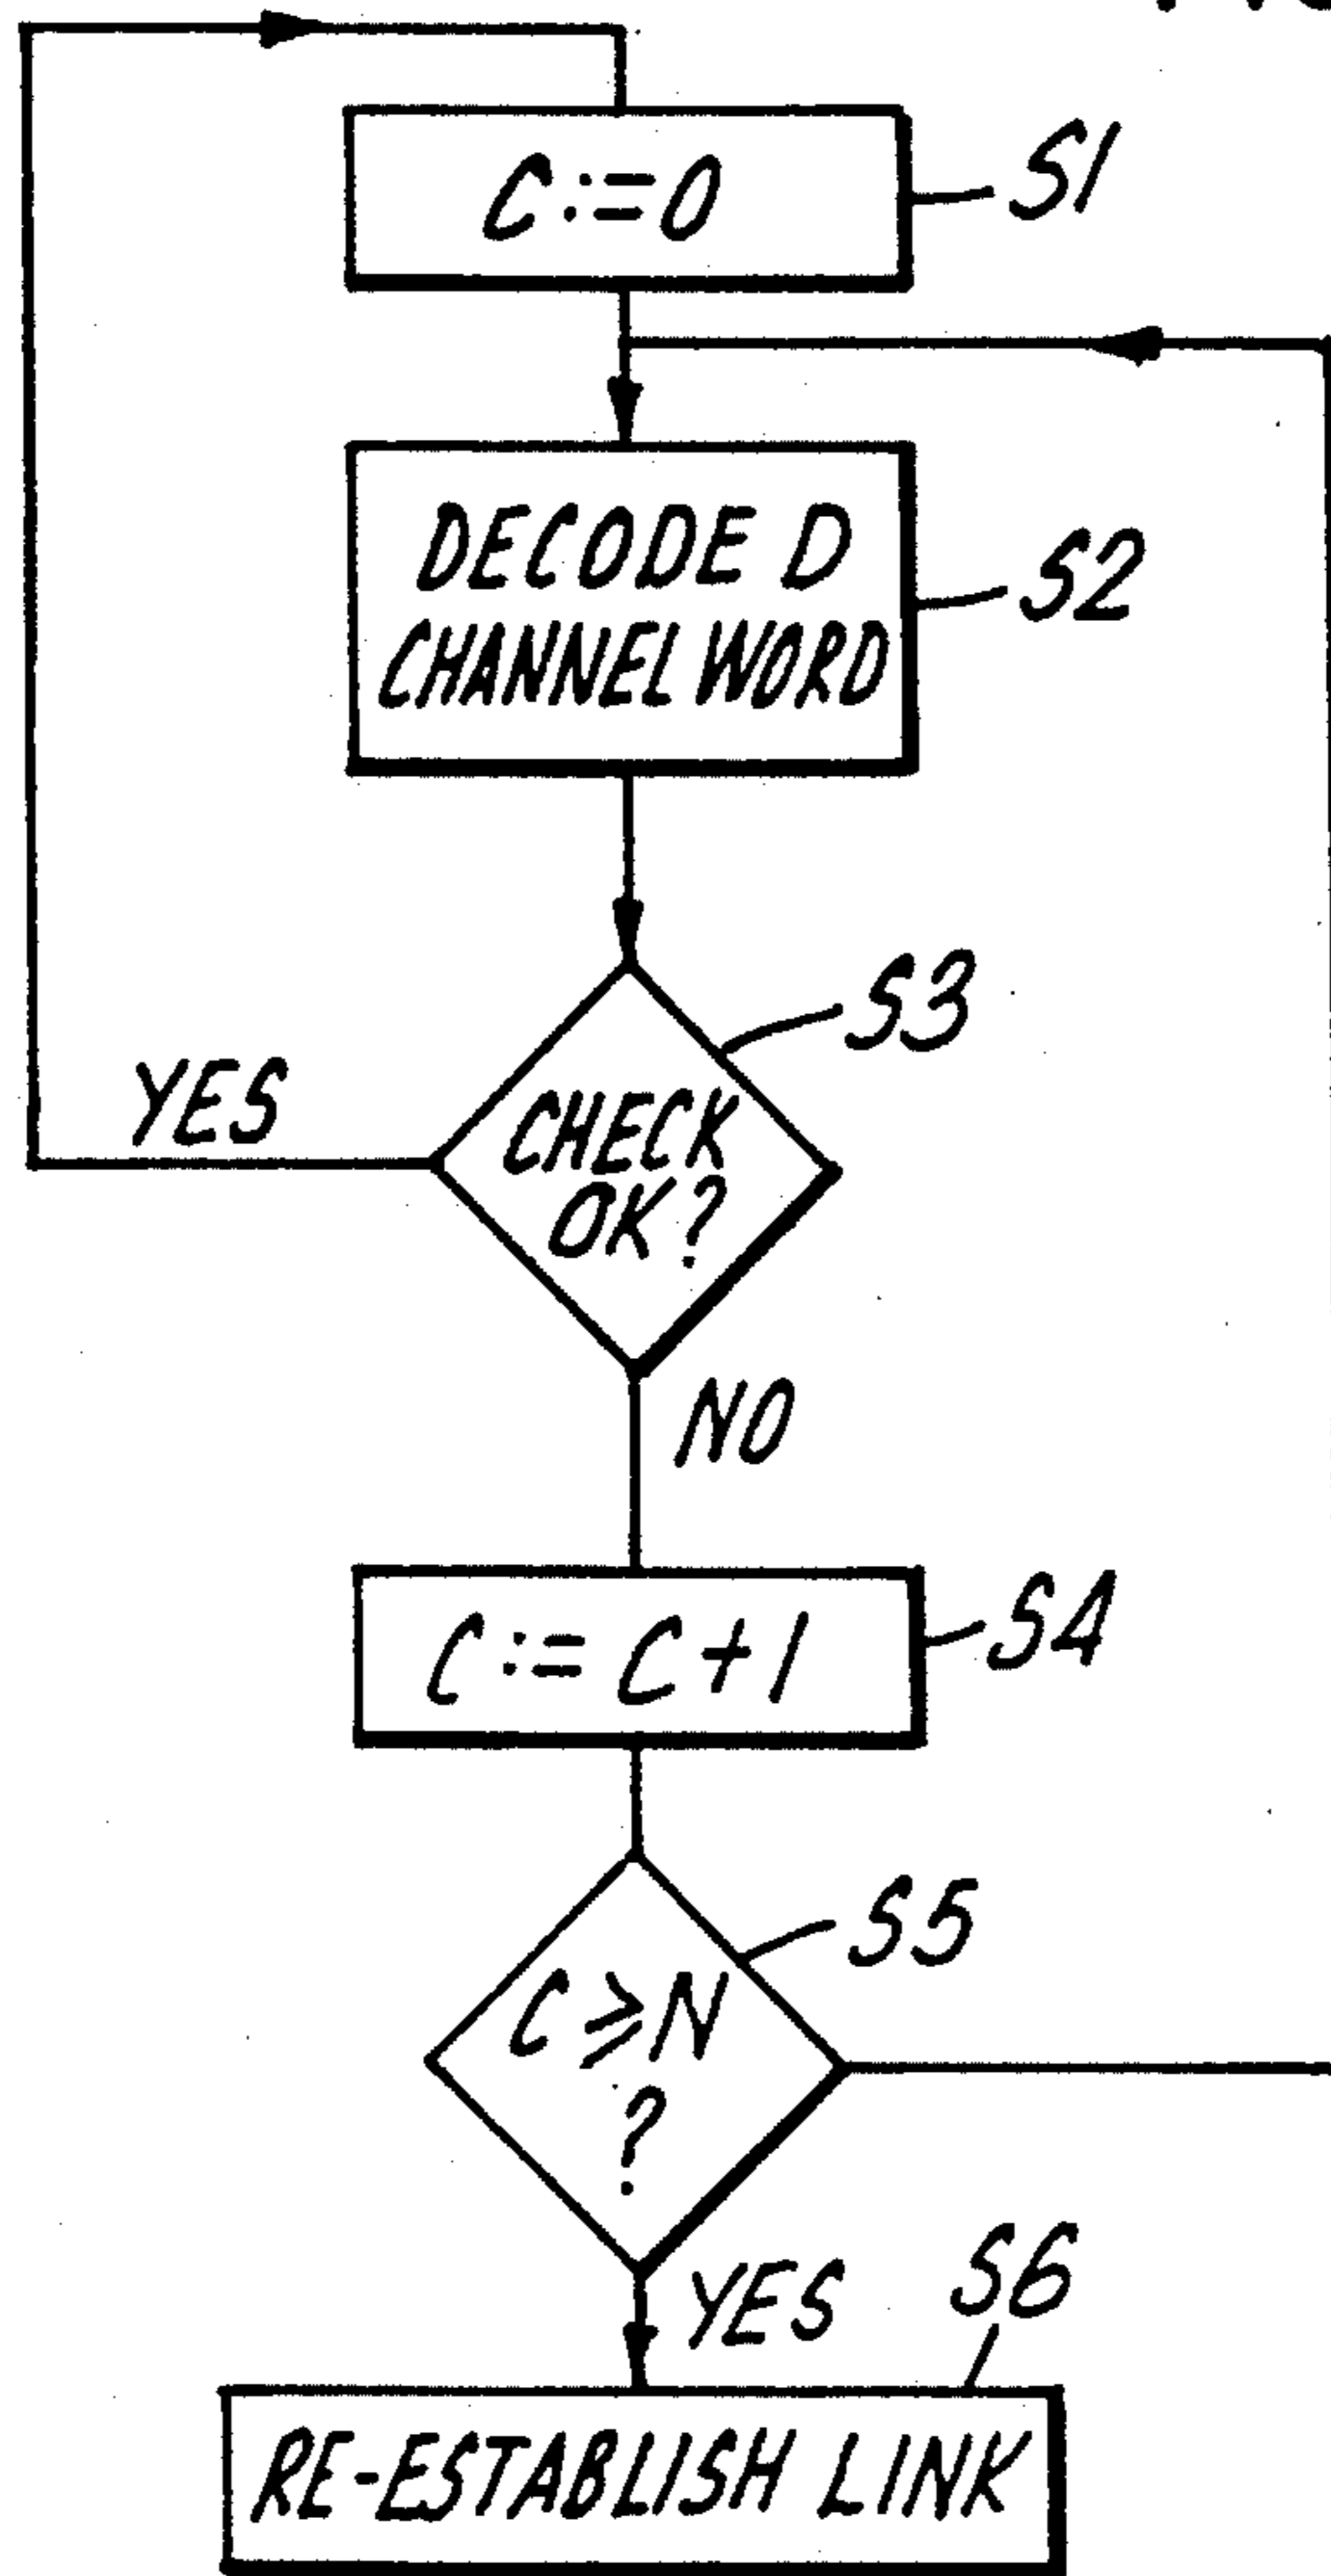 C:=0
S1
DECODE D
CHANNEL WORD
S2
S3
CHECK
OK?
YES
NO
C:=C+1
S4
S5
C⩾N
?
YES
S6
RE-ESTABLISH LINK